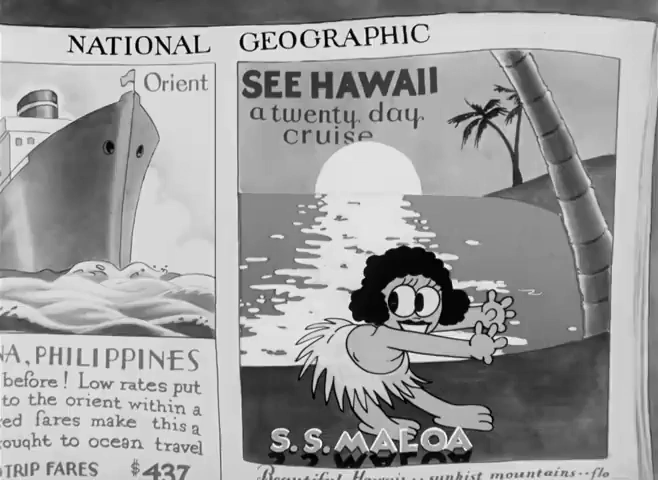 NATIONAL GEOGRAPHIC
Orient
NA, PHILIPPINES
before! Low rates put
to the orient within a
ed fares make this a
ought to ocean travel
TRIP FARES $437
SEE HAWAII
a twenty day
cruise
S.S. MALOA
Beautiful Hawaii -- sunkist mountains -- flo